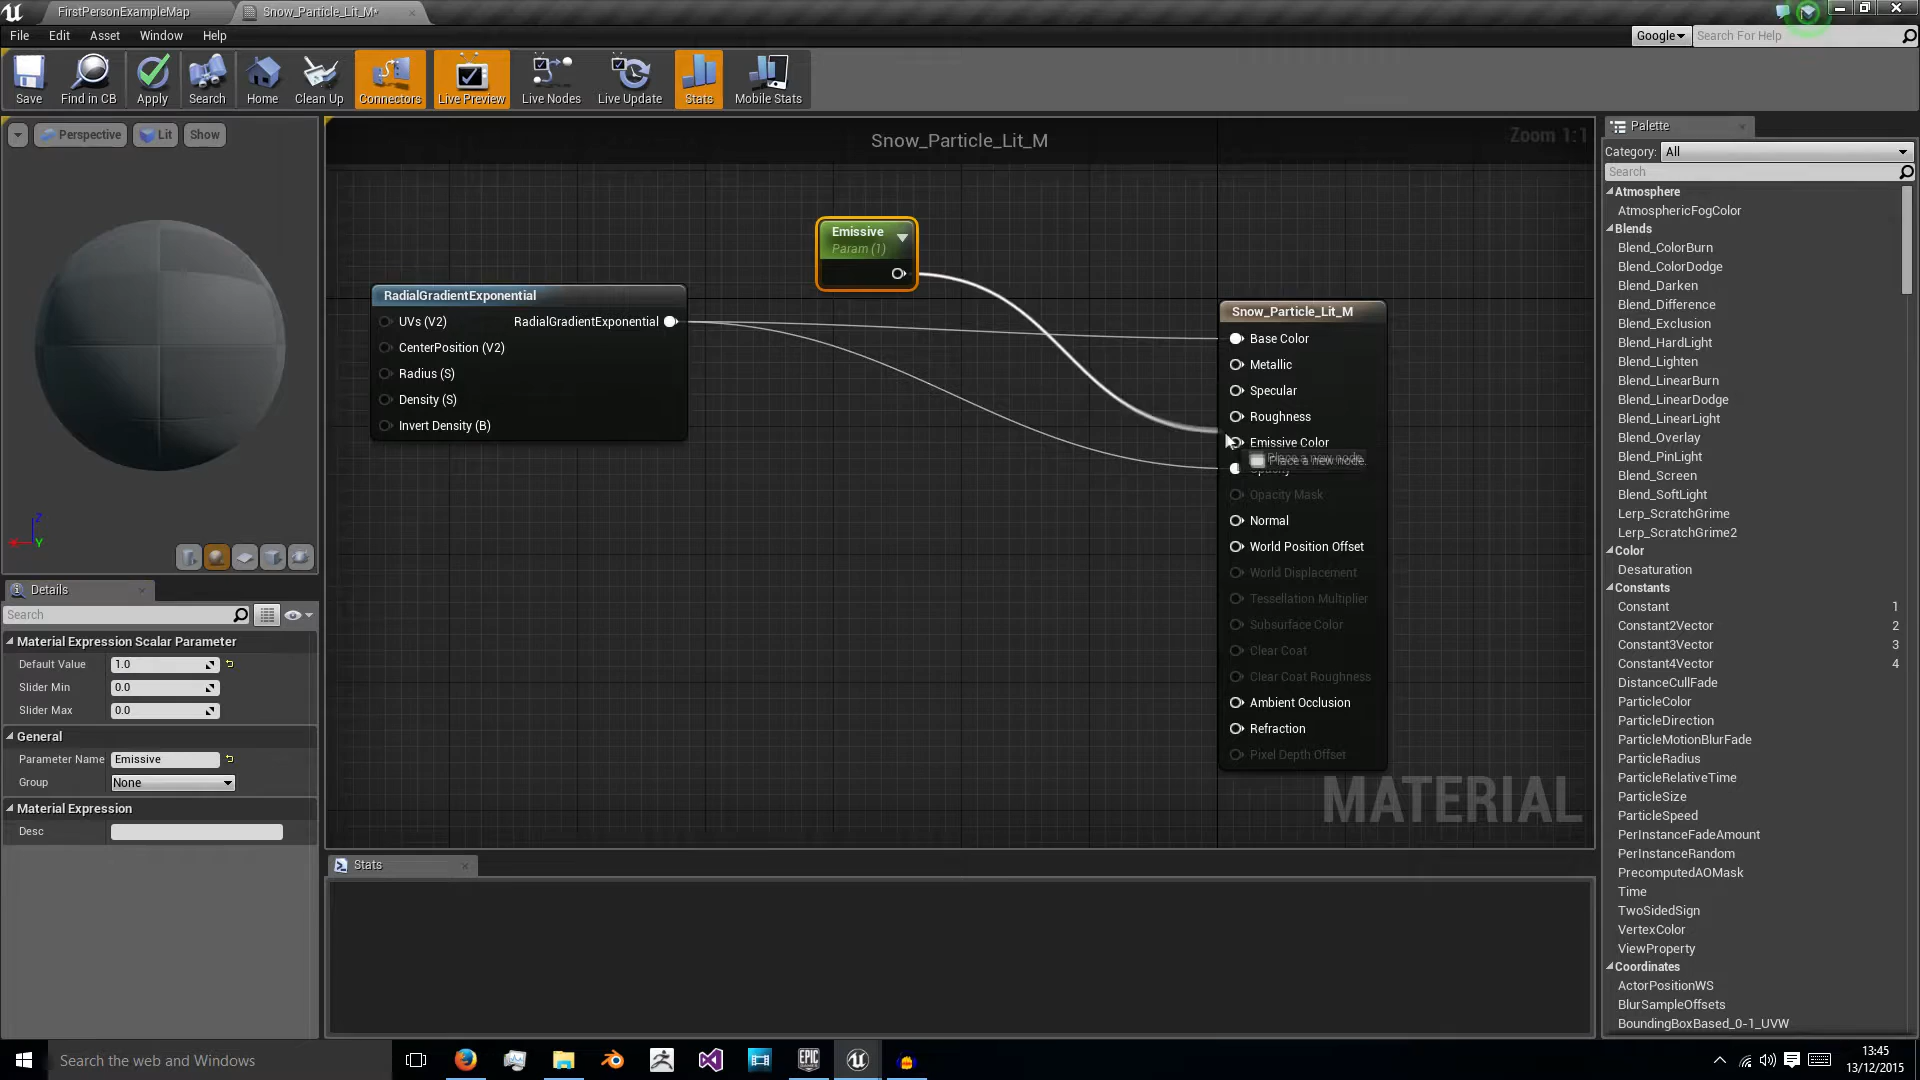 FirstPersonExampleMap
Snow_Particle_Lit_M*
File
Edit
Asset
Window
Help
Google
Search For Help
Save
Find in CB
Apply
Search
Home
Clean Up
Connectors
Live Preview
Live Nodes
Live Update
Stats
Mobile Stats
Perspective
Lit
Show
Snow_Particle_Lit_M
Zoom 1:1
Palette
Category:
All
Search
Atmosphere
AtmosphericFogColor
Blends
Blend_ColorBurn
Blend_ColorDodge
Blend_Darken
Blend_Difference
Blend_Exclusion
Blend_HardLight
Blend_Lighten
Blend_LinearBurn
Blend_LinearDodge
Blend_LinearLight
Blend_Overlay
Blend_PinLight
Blend_Screen
Blend_SoftLight
Lerp_ScratchGrime
Lerp_ScratchGrime2
Color
Desaturation
Constants
Constant 1
Constant2Vector 2
Constant3Vector 3
Constant4Vector 4
DistanceCullFade
ParticleColor
ParticleDirection
ParticleMotionBlurFade
ParticleRadius
ParticleRelativeTime
ParticleSize
ParticleSpeed
PerInstanceFadeAmount
PerInstanceRandom
PrecomputedAOMask
Time
TwoSidedSign
VertexColor
ViewProperty
Coordinates
ActorPositionWS
BlurSampleOffsets
BoundingBoxBased_0-1_UVW
Emissive
Param (1)
RadialGradientExponential
UVs (V2)
RadialGradientExponential
CenterPosition (V2)
Radius (S)
Density (S)
Invert Density (B)
Snow_Particle_Lit_M
Base Color
Metallic
Specular
Roughness
Emissive Color
Place a new node.
Opacity
Opacity Mask
Normal
World Position Offset
World Displacement
Tessellation Multiplier
Subsurface Color
Clear Coat
Clear Coat Roughness
Ambient Occlusion
Refraction
Pixel Depth Offset
MATERIAL
Z
Y
Details
Search
Material Expression Scalar Parameter
Default Value 1.0
Slider Min 0.0
Slider Max 0.0
General
Parameter Name Emissive
Group None
Material Expression
Desc
Stats
Search the web and Windows
EPIC
13:45
13/12/2015